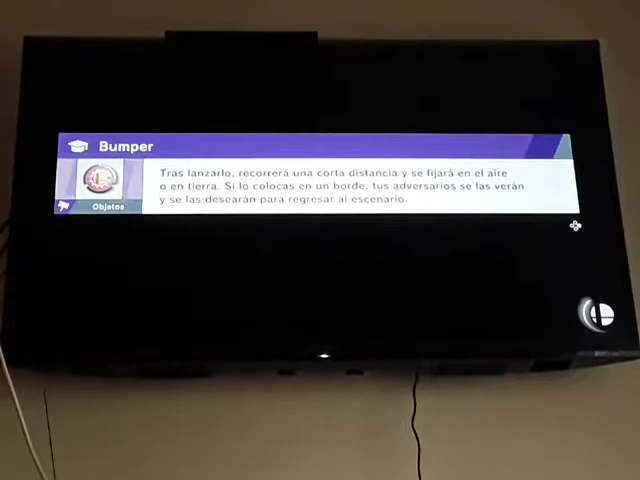 Bumper
Tras lanzarlo, recorrerá una corta distancia y se fijará en el aire
o en tierra. Si lo colocas en un borde, tus adversarios se las verán
y se las desearán para regresar al escenario.
Objetos